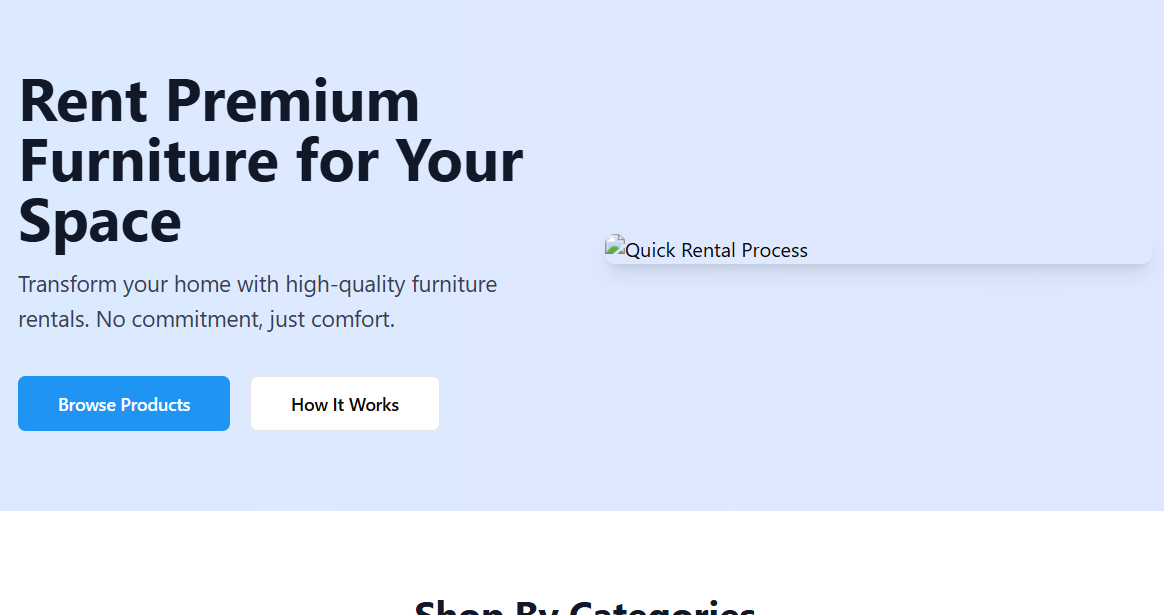 Rent Premium
Furniture for Your
Space
Transform your home with high-quality furniture
rentals. No commitment, just comfort.
Quick Rental Process
Browse Products
How It Works
Shop By Categories